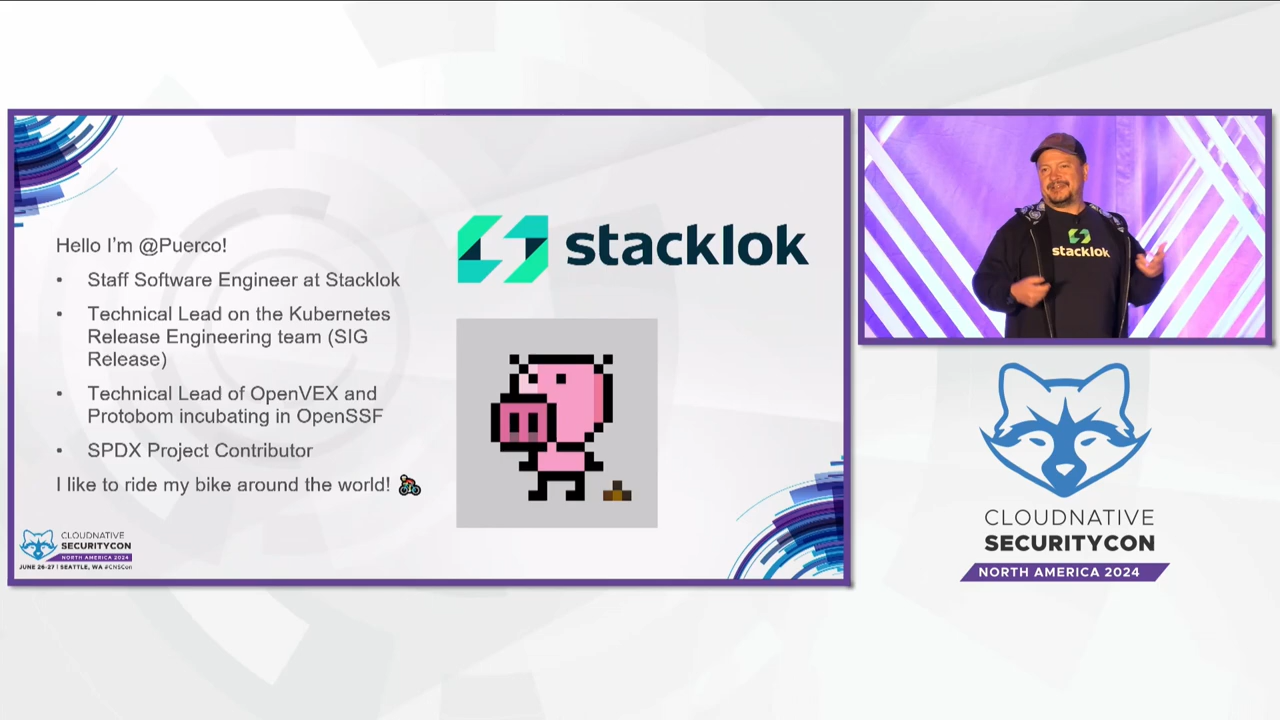 Hello I'm @Puerco!
• Staff Software Engineer at Stacklok
• Technical Lead on the Kubernetes
Release Engineering team (SIG
Release)
• Technical Lead of OpenVEX and
Protobom incubating in OpenSSF
• SPDX Project Contributor
I like to ride my bike around the world! 🚴
stacklok
CLOUDNATIVE
SECURITYCON
NORTH AMERICA 2024
JUNE 26-27 | SEATTLE, WA #CNSCon
stacklok
CLOUDNATIVE
SECURITYCON
NORTH AMERICA 2024